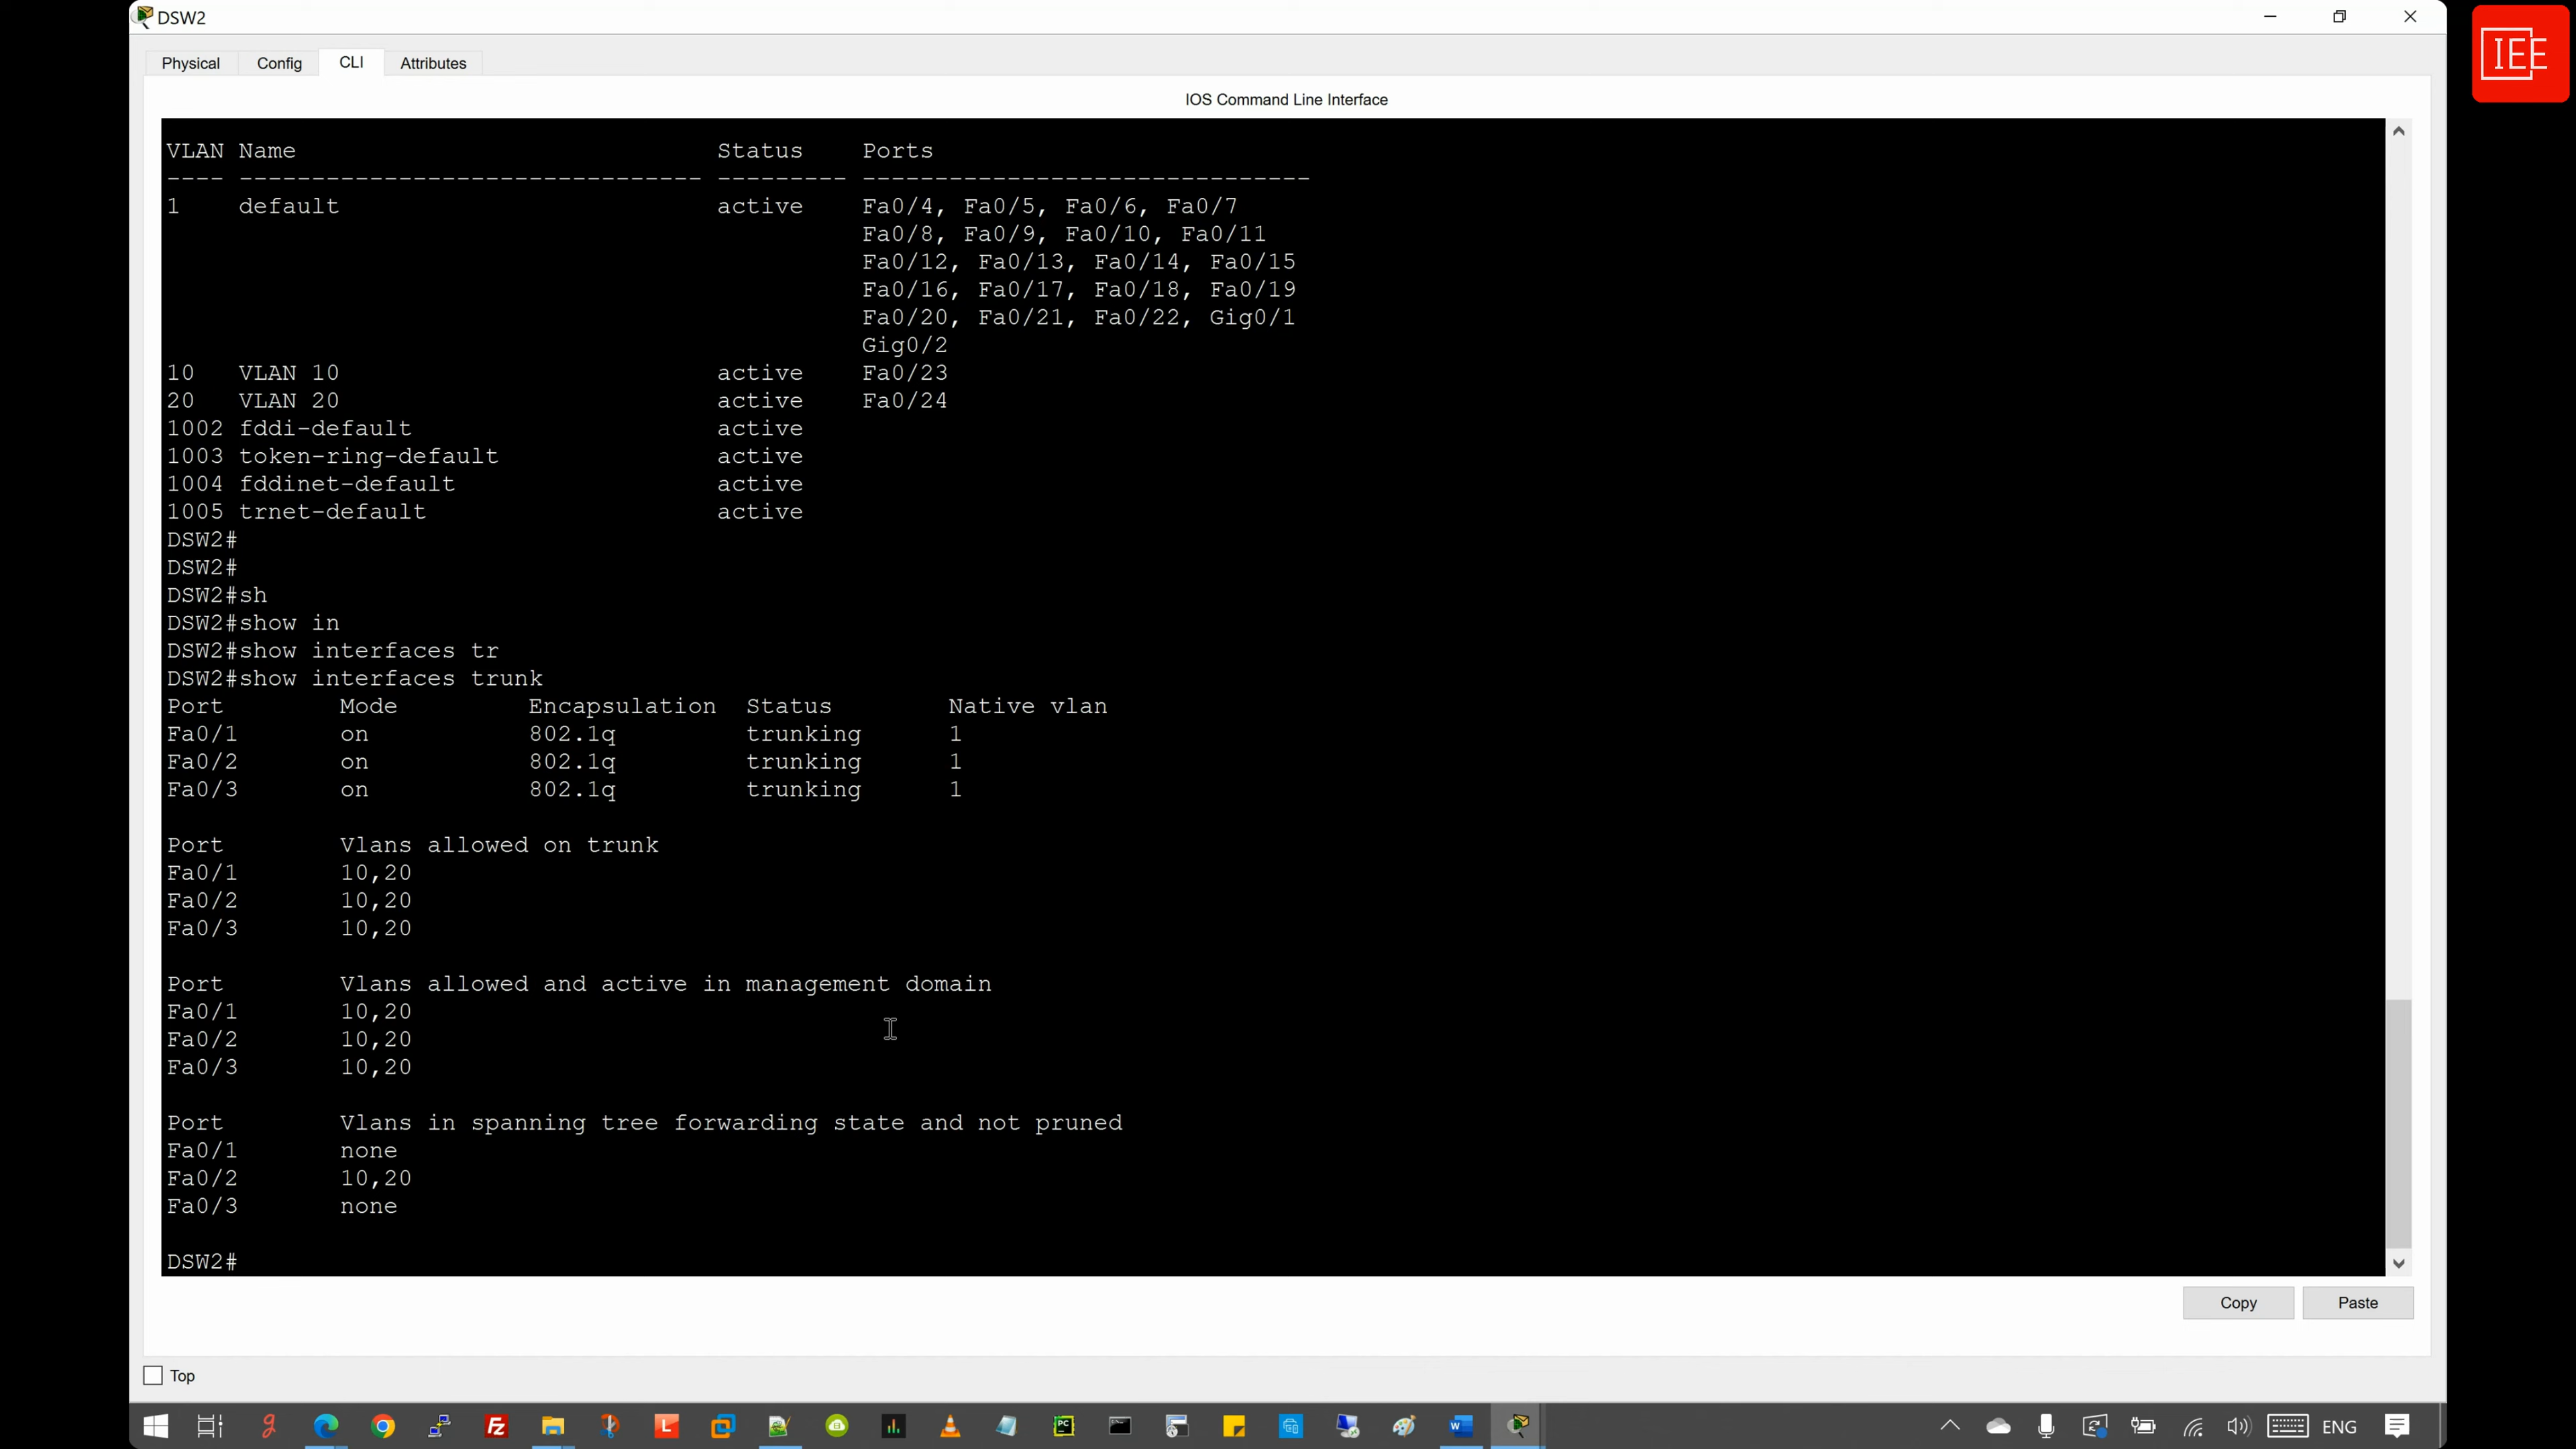 DSW2
IEE
Physical Config CLI Attributes
IOS Command Line Interface
VLAN Name Status Ports
---- -------------------------------- --------- -------------------------------
1 default active Fa0/4, Fa0/5, Fa0/6, Fa0/7
Fa0/8, Fa0/9, Fa0/10, Fa0/11
Fa0/12, Fa0/13, Fa0/14, Fa0/15
Fa0/16, Fa0/17, Fa0/18, Fa0/19
Fa0/20, Fa0/21, Fa0/22, Gig0/1
Gig0/2
10 VLAN 10 active Fa0/23
20 VLAN 20 active Fa0/24
1002 fddi-default active
1003 token-ring-default active
1004 fddinet-default active
1005 trnet-default active
DSW2#
DSW2#
DSW2#sh
DSW2#show in
DSW2#show interfaces tr
DSW2#show interfaces trunk
Port Mode Encapsulation Status Native vlan
Fa0/1 on 802.1q trunking 1
Fa0/2 on 802.1q trunking 1
Fa0/3 on 802.1q trunking 1
Port Vlans allowed on trunk
Fa0/1 10,20
Fa0/2 10,20
Fa0/3 10,20
Port Vlans allowed and active in management domain
Fa0/1 10,20
Fa0/2 10,20
Fa0/3 10,20
Port Vlans in spanning tree forwarding state and not pruned
Fa0/1 none
Fa0/2 10,20
Fa0/3 none
DSW2#
Copy Paste
Top
ENG